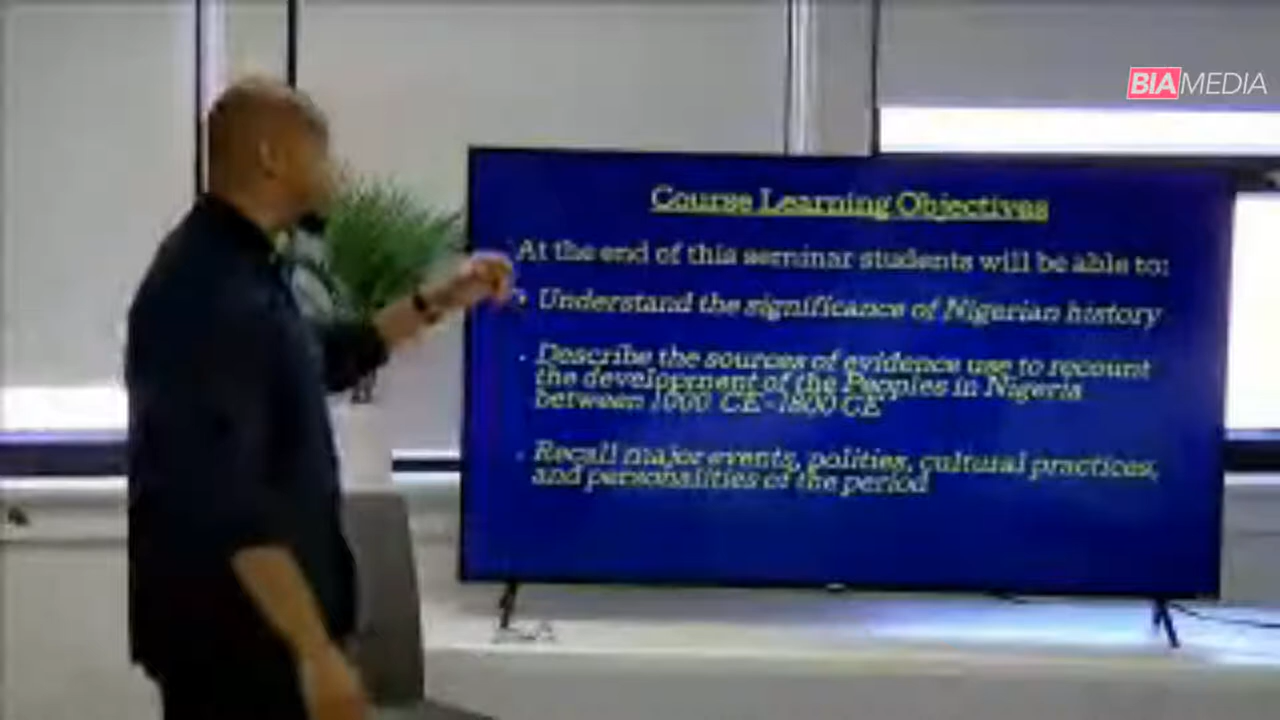 BIAMEDIA
Course Learning Objectives
At the end of this seminar students will be able to:
• Understand the significance of Nigerian history
• Describe the sources of evidence use to recount
the development of the Peoples in Nigeria
between 1000 CE -1800 CE
• Recall major events, polities, cultural practices,
and personalities of the period